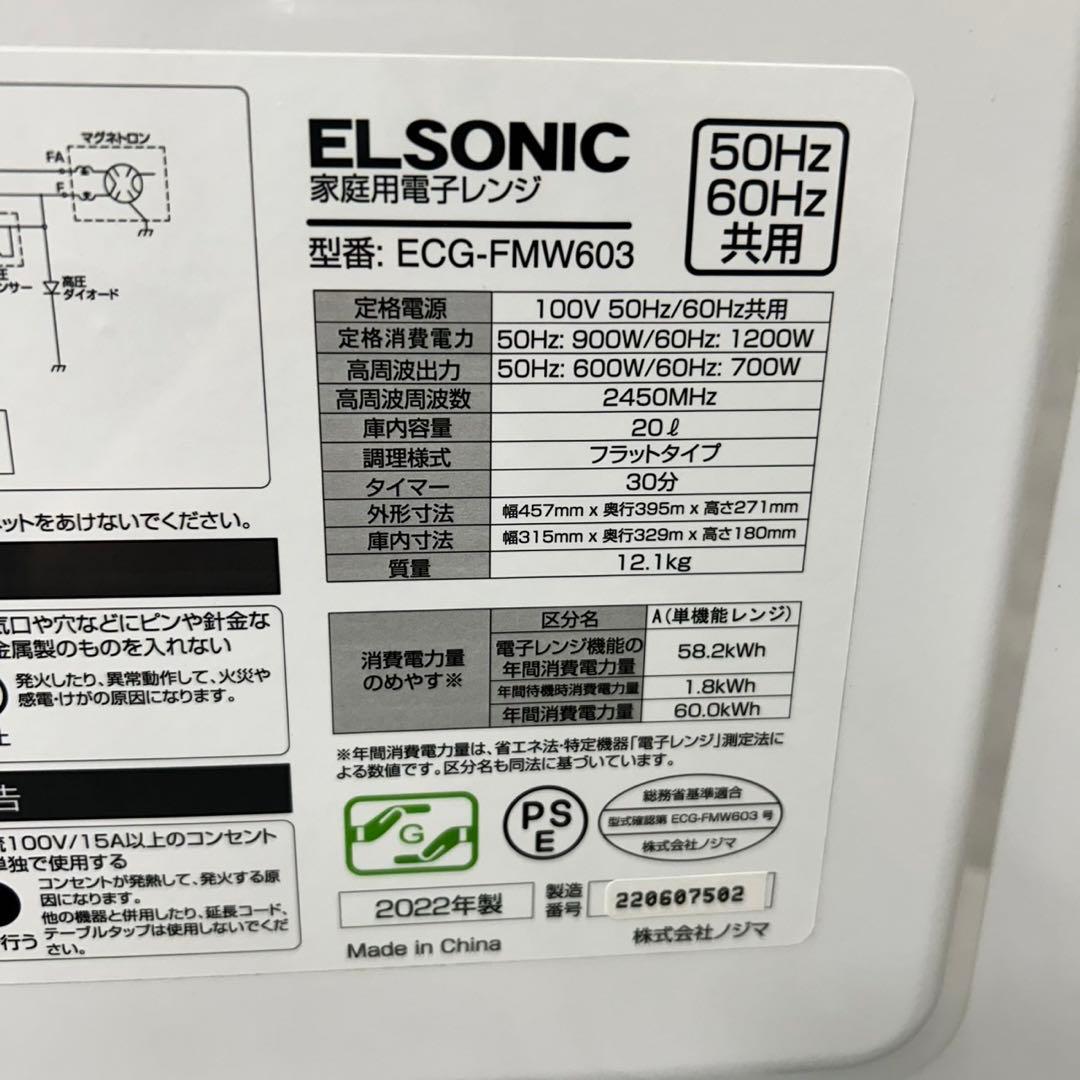 マグネトロン
FA
F
高圧
ダイオード
ンサー
ELSONIC
家庭用電子レンジ
型番: ECG-FMW603
50Hz
60Hz
共用
定格電源 100V 50Hz/60Hz共用
定格消費電力 50Hz: 900W/60Hz: 1200W
高周波出力 50Hz: 600W/60Hz: 700W
高周波周波数 2450MHz
庫内容量 20ℓ
調理様式 フラットタイプ
タイマー 30分
外形寸法 幅457mm x 奥行395m x 高さ271mm
庫内寸法 幅315mm x 奥行329m x 高さ180mm
質量 12.1kg
消費電力量
のめやす※
区分名 A(単機能レンジ)
電子レンジ機能の
年間消費電力量 58.2kWh
年間待機時消費電力量 1.8kWh
年間消費電力量 60.0kWh
※年間消費電力量は、省エネ法・特定機器「電子レンジ」測定法に
よる数値です。区分名も同法に基づいています。
G
PS
E
総務省基準適合
型式確認第 ECG-FMW603 号
株式会社ノジマ
2022年製
製造
番号
220607502
Made in China
株式会社ノジマ
ネットをあけないでください。
気口や穴などにピンや針金な
金属製のものを入れない
発火したり、異常動作して、火災や
感電・けがの原因になります。
止
告
流100V/15A以上のコンセント
単独で使用する
コンセントが発熱して、発火する原
因になります。
他の機器と併用したり、延長コード、
テーブルタップは使用しないでくだ
さい。
行う